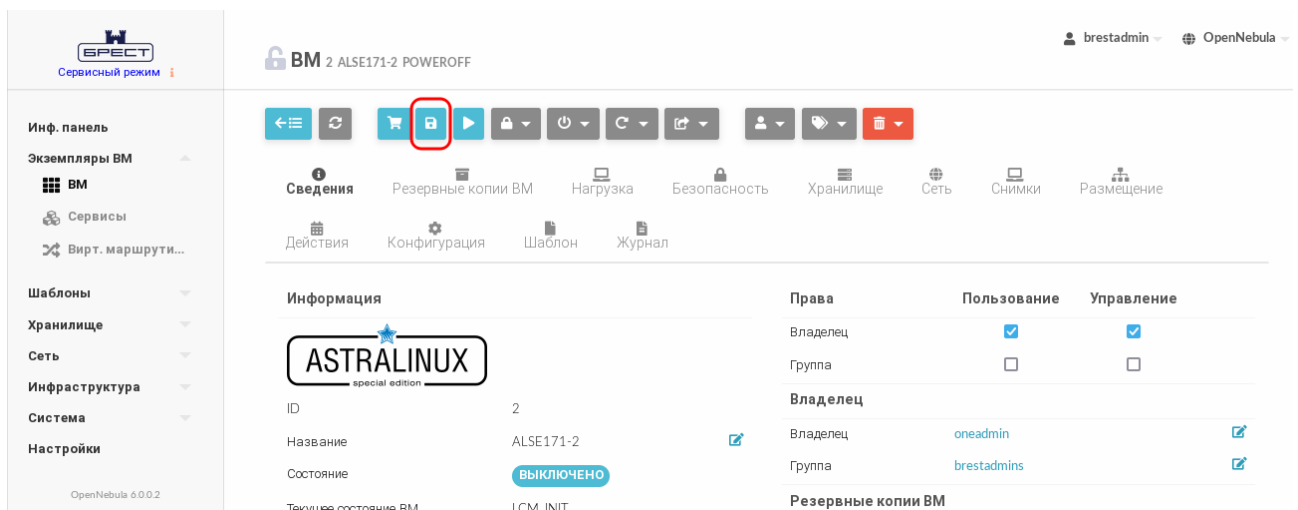 БРЕСТ
Сервисный режим i
brestadmin OpenNebula
ВМ 2 ALSE171-2 POWEROFF
Инф. панель
Экземпляры ВМ
ВМ
Сервисы
Вирт. маршрути...
Шаблоны
Хранилище
Сеть
Инфраструктура
Система
Настройки
OpenNebula 6.0.0.2
Сведения Резервные копии ВМ Нагрузка Безопасность Хранилище Сеть Снимки Размещение
Действия Конфигурация Шаблон Журнал
Информация
ASTRALINUX
special edition
ID 2
Название ALSE171-2
Состояние ВЫКЛЮЧЕНО
Текущее состояние ВМ LCM_INIT
Права Пользование Управление
Владелец
Группа
Владелец
Владелец oneadmin
Группа brestadmins
Резервные копии ВМ